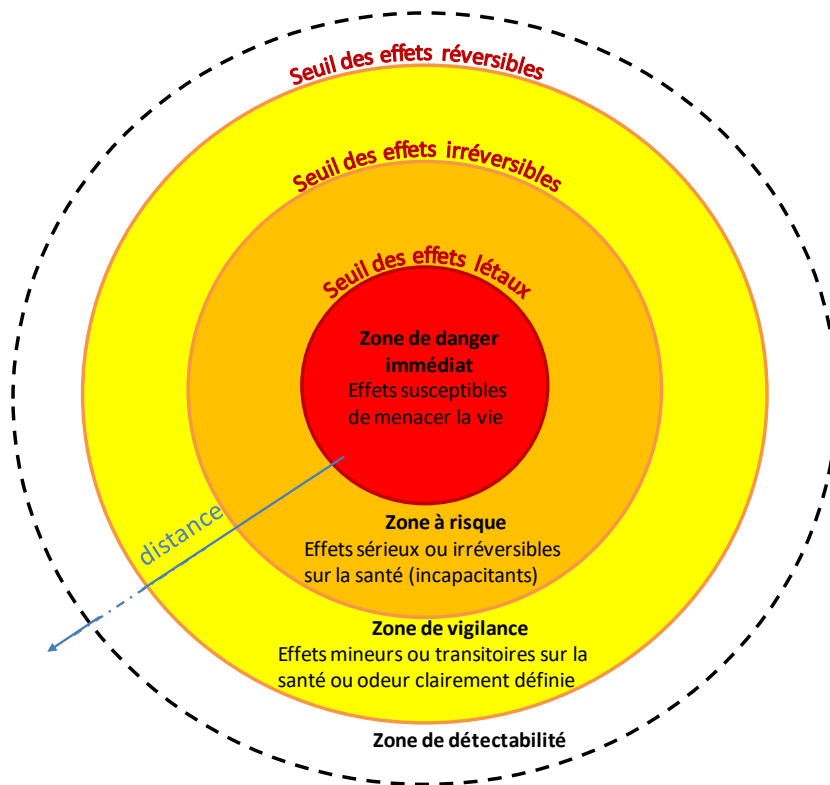 Seuil des effets réversibles
Seuil des effets irréversibles
Seuil des effets létaux
Zone de danger
immédiat
Effets susceptibles
de menacer la vie
distance
Zone à risque
Effets sérieux ou irréversibles
sur la santé (incapacitants)
Zone de vigilance
Effets mineurs ou transitoires sur la
santé ou odeur clairement définie
Zone de détectabilité